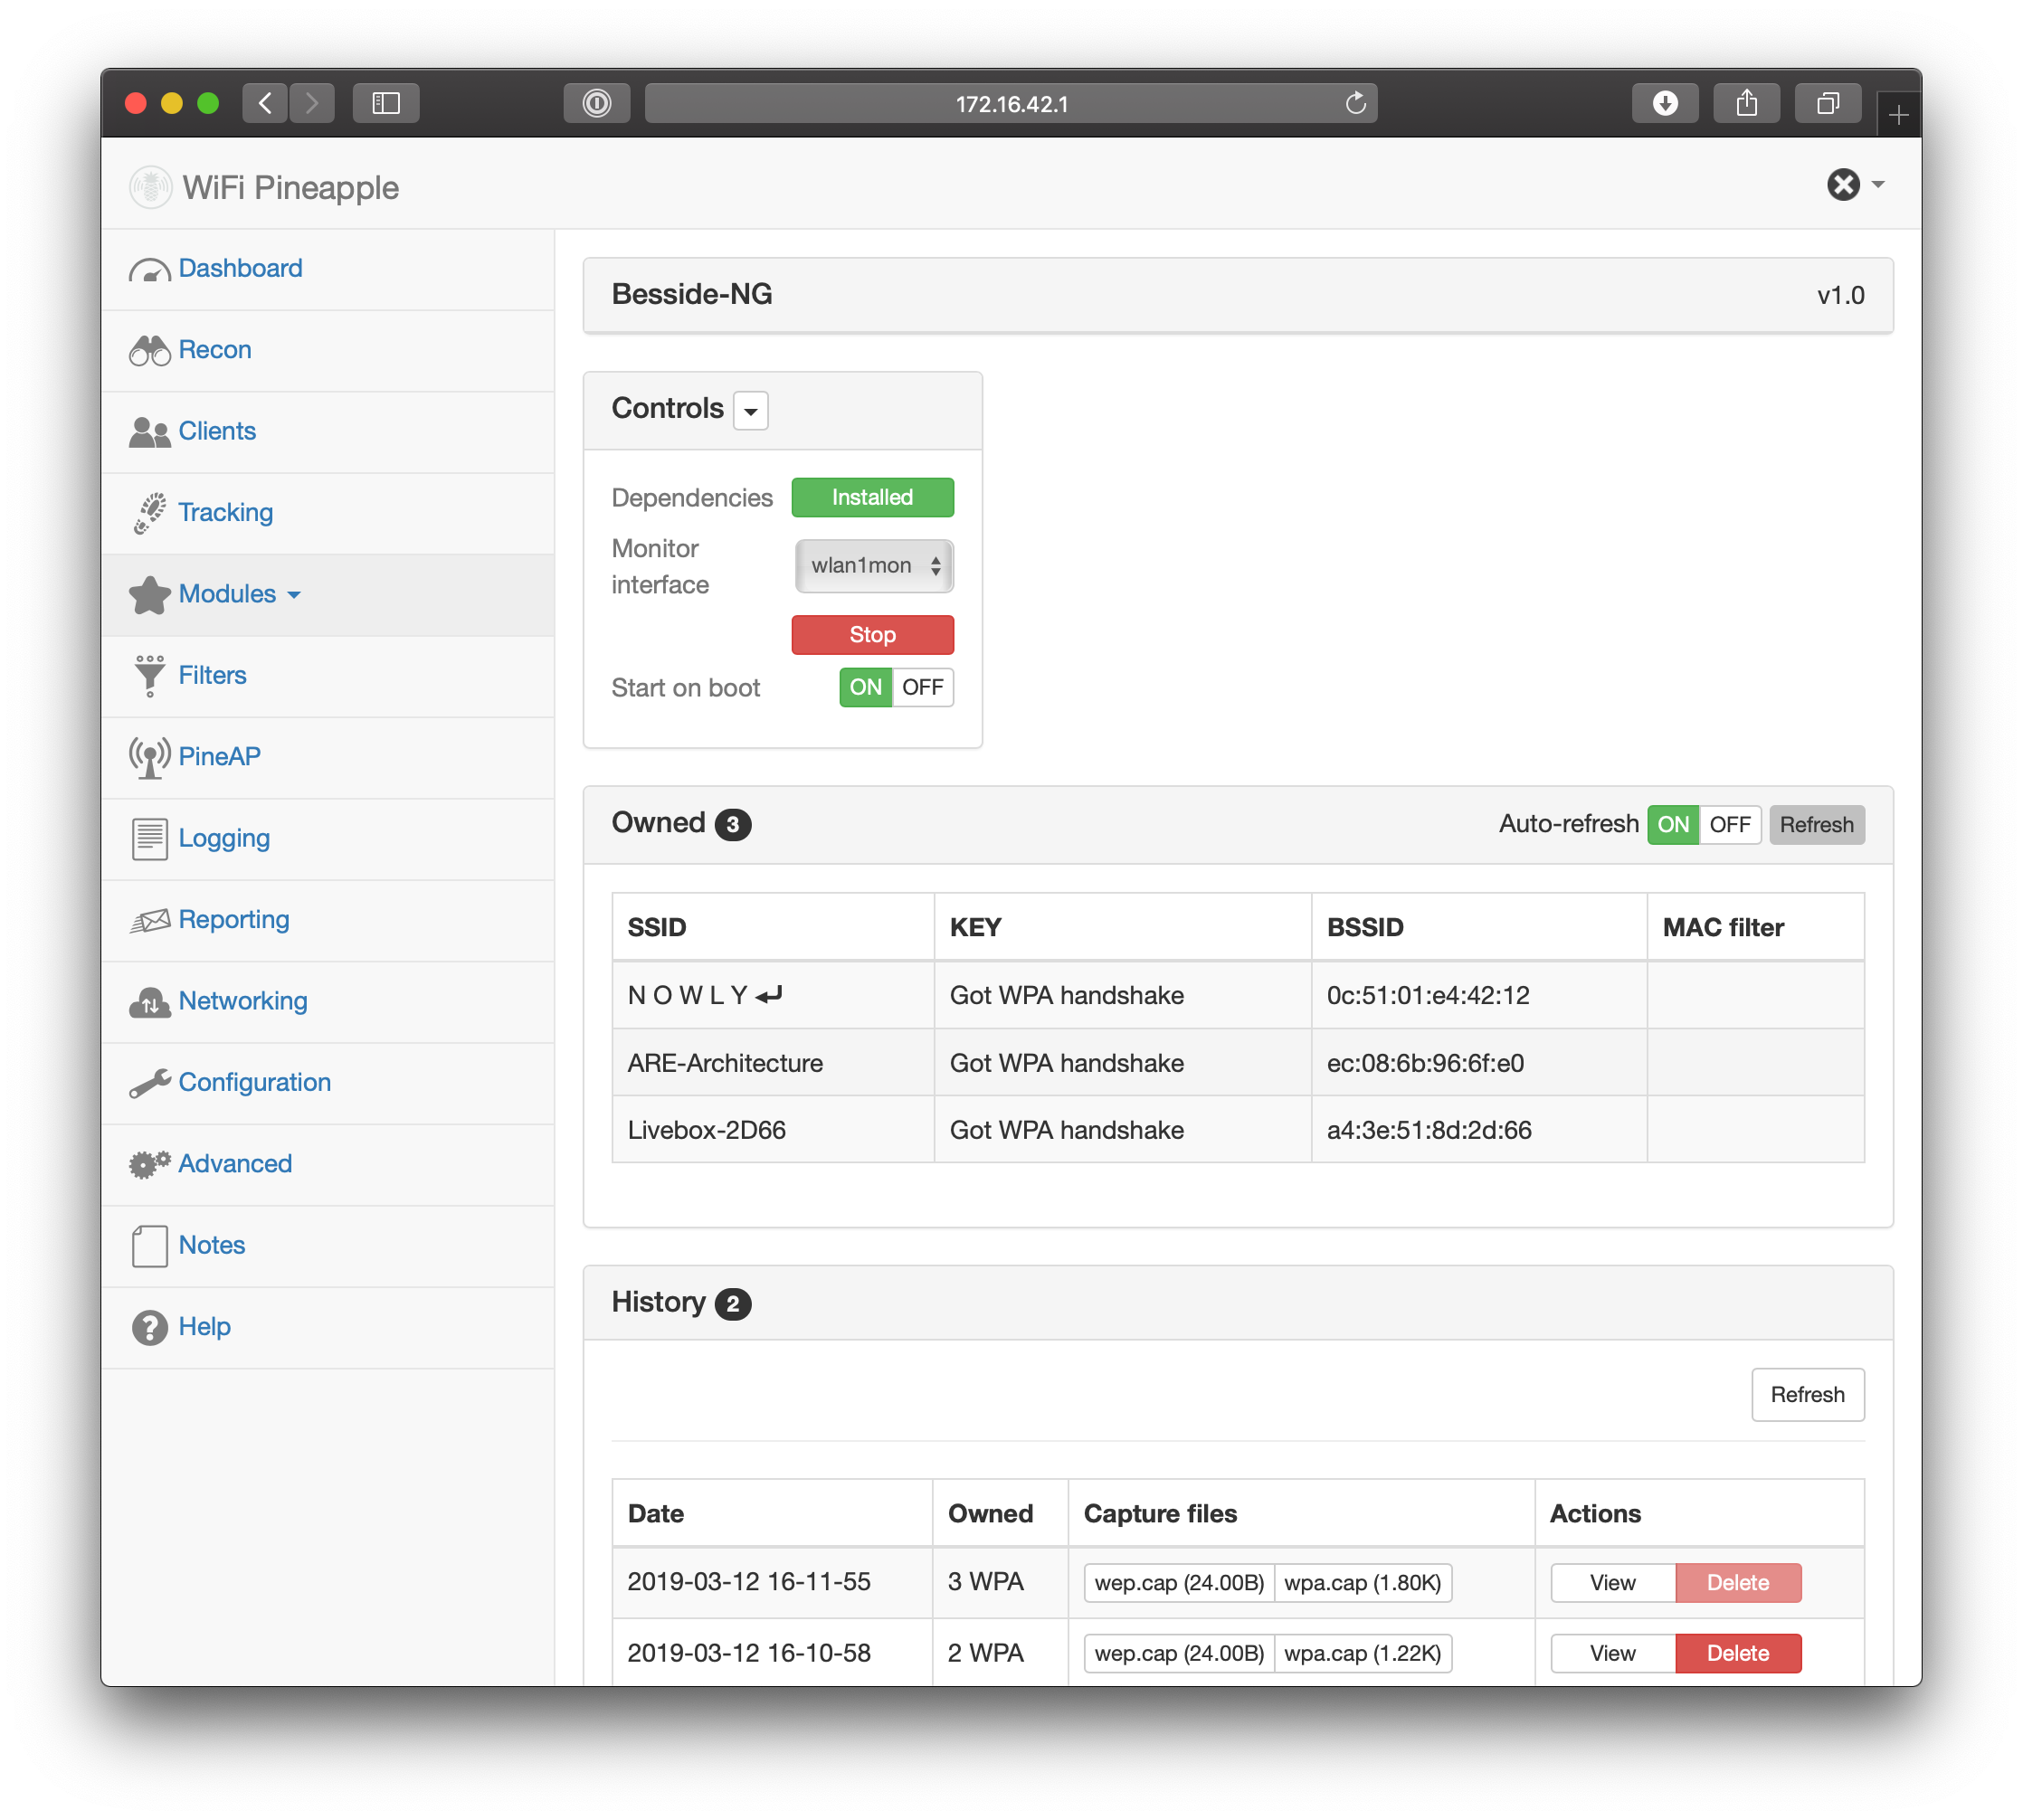 172.16.42.1
WiFi Pineapple
Dashboard
Recon
Clients
Tracking
Modules
Filters
PineAP
Logging
Reporting
Networking
Configuration
Advanced
Notes
Help
Besside-NG v1.0
Controls
Dependencies Installed
Monitor
interface
wlan1mon
Stop
Start on boot ON OFF
Owned 3 Auto-refresh ON OFF Refresh
SSID KEY BSSID MAC filter
N O W L Y ↵ Got WPA handshake 0c:51:01:e4:42:12
ARE-Architecture Got WPA handshake ec:08:6b:96:6f:e0
Livebox-2D66 Got WPA handshake a4:3e:51:8d:2d:66
History 2
Refresh
Date Owned Capture files Actions
2019-03-12 16-11-55 3 WPA wep.cap (24.00B) wpa.cap (1.80K) View Delete
2019-03-12 16-10-58 2 WPA wep.cap (24.00B) wpa.cap (1.22K) View Delete